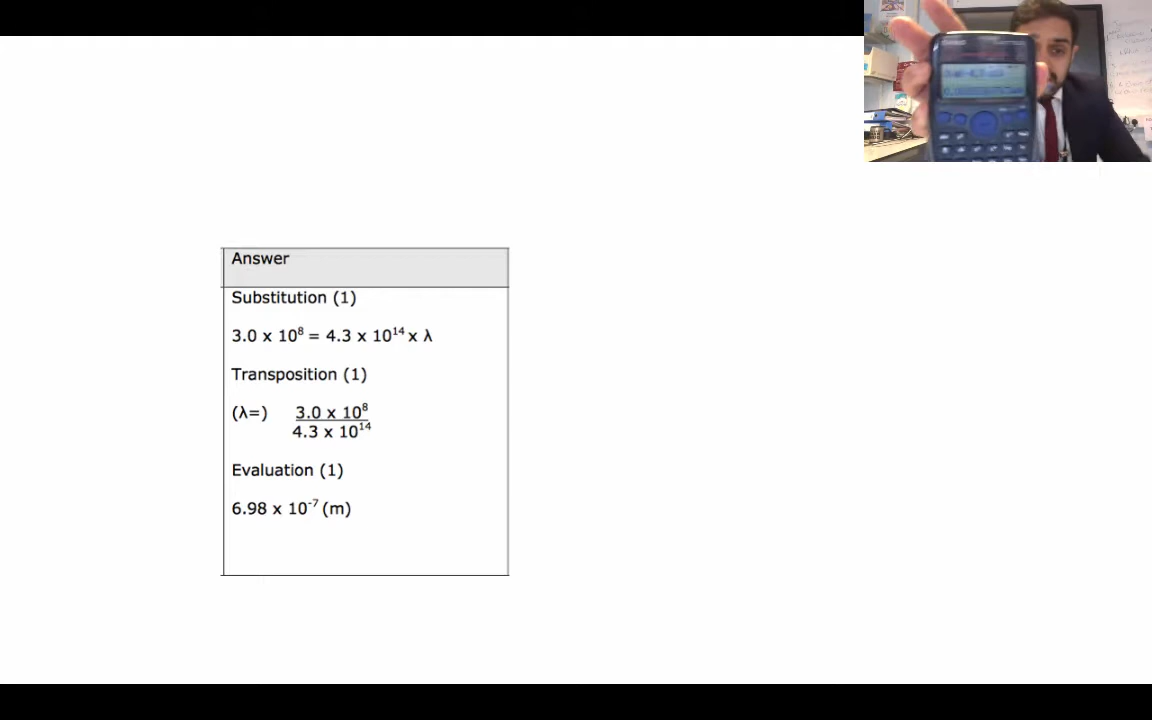 Answer
Substitution (1)
3.0 x 10⁸ = 4.3 x 10¹⁴ x λ
Transposition (1)
(λ=) 3.0 x 10⁸
4.3 x 10¹⁴
Evaluation (1)
6.98 x 10⁻⁷ (m)